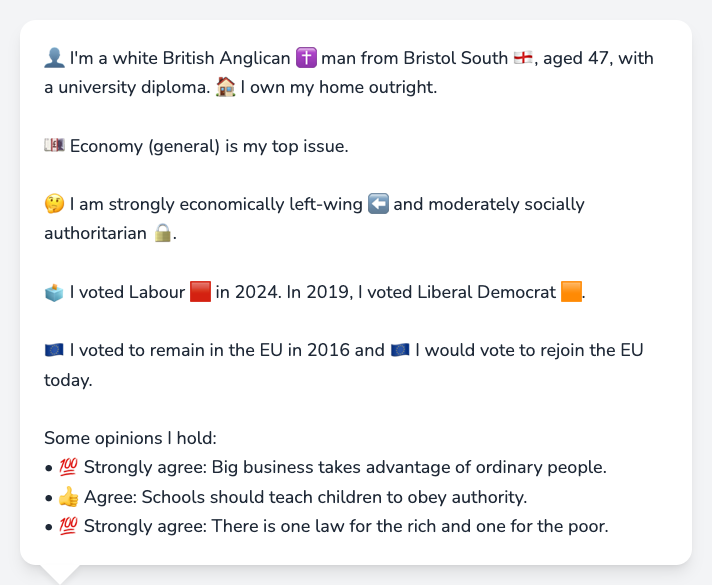 👤 I'm a white British Anglican ✝️ man from Bristol South 🏴󠁧󠁢󠁥󠁮󠁧󠁿, aged 47, with
a university diploma. 🏠 I own my home outright.
💷 Economy (general) is my top issue.
🤔 I am strongly economically left-wing ⬅️ and moderately socially
authoritarian 🔒.
🗳️ I voted Labour 🟥 in 2024. In 2019, I voted Liberal Democrat 🟧.
🇪🇺 I voted to remain in the EU in 2016 and 🇪🇺 I would vote to rejoin the EU
today.
Some opinions I hold:
• 💯 Strongly agree: Big business takes advantage of ordinary people.
• 👍 Agree: Schools should teach children to obey authority.
• 💯 Strongly agree: There is one law for the rich and one for the poor.